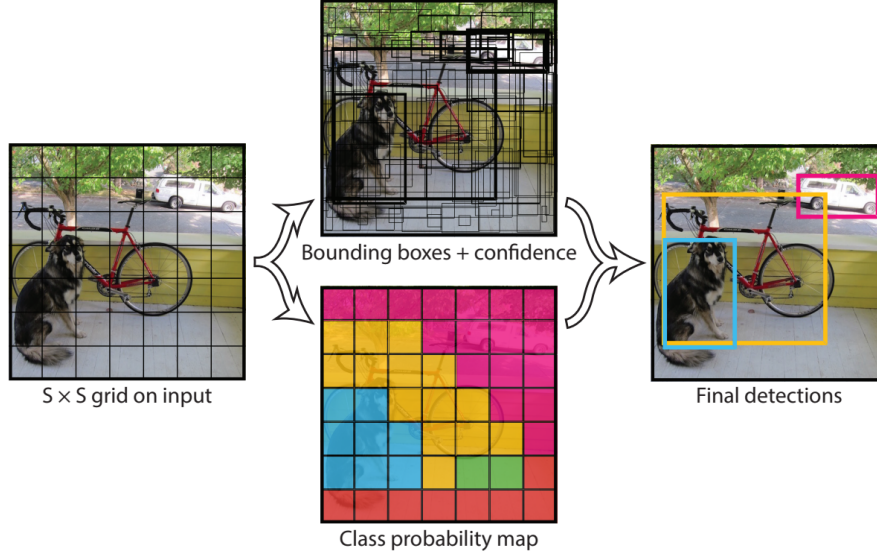 S × S grid on input
Bounding boxes + confidence
Class probability map
Final detections